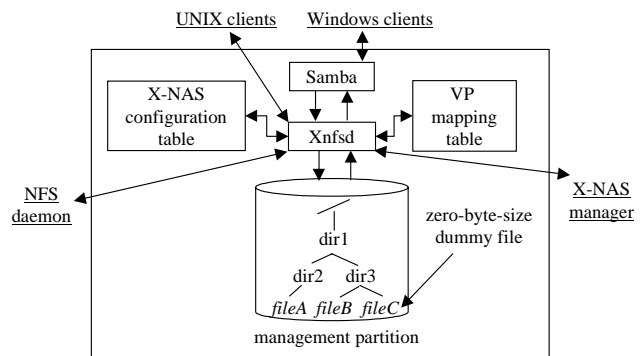 UNIX clients
Windows clients
Samba
X-NAS
configuration
table
VP
mapping
table
Xnfsd
NFS
daemon
X-NAS
manager
zero-byte-size
dummy file
dir1
dir2
dir3
fileA
fileB
fileC
management partition